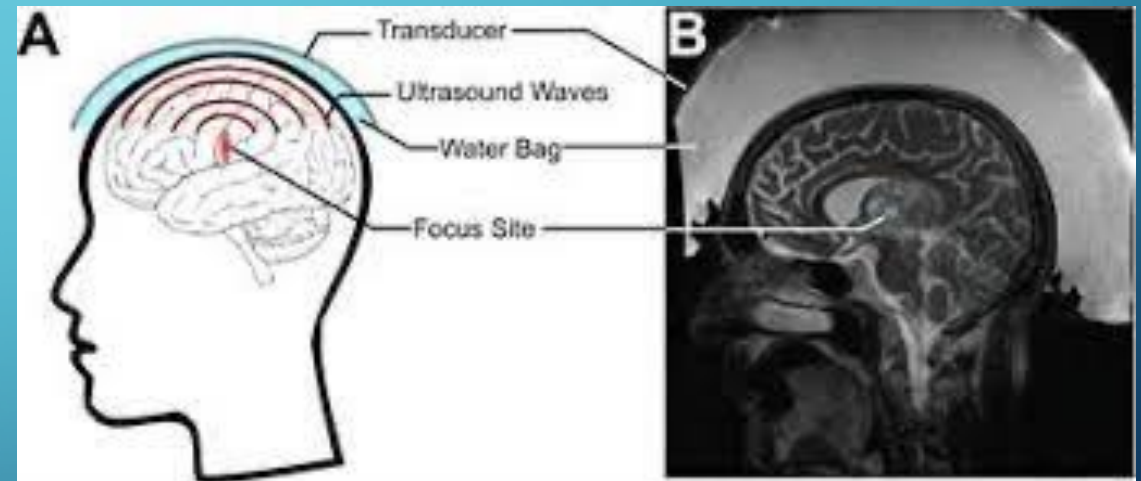 A
B
Transducer
Ultrasound Waves
Water Bag
Focus Site